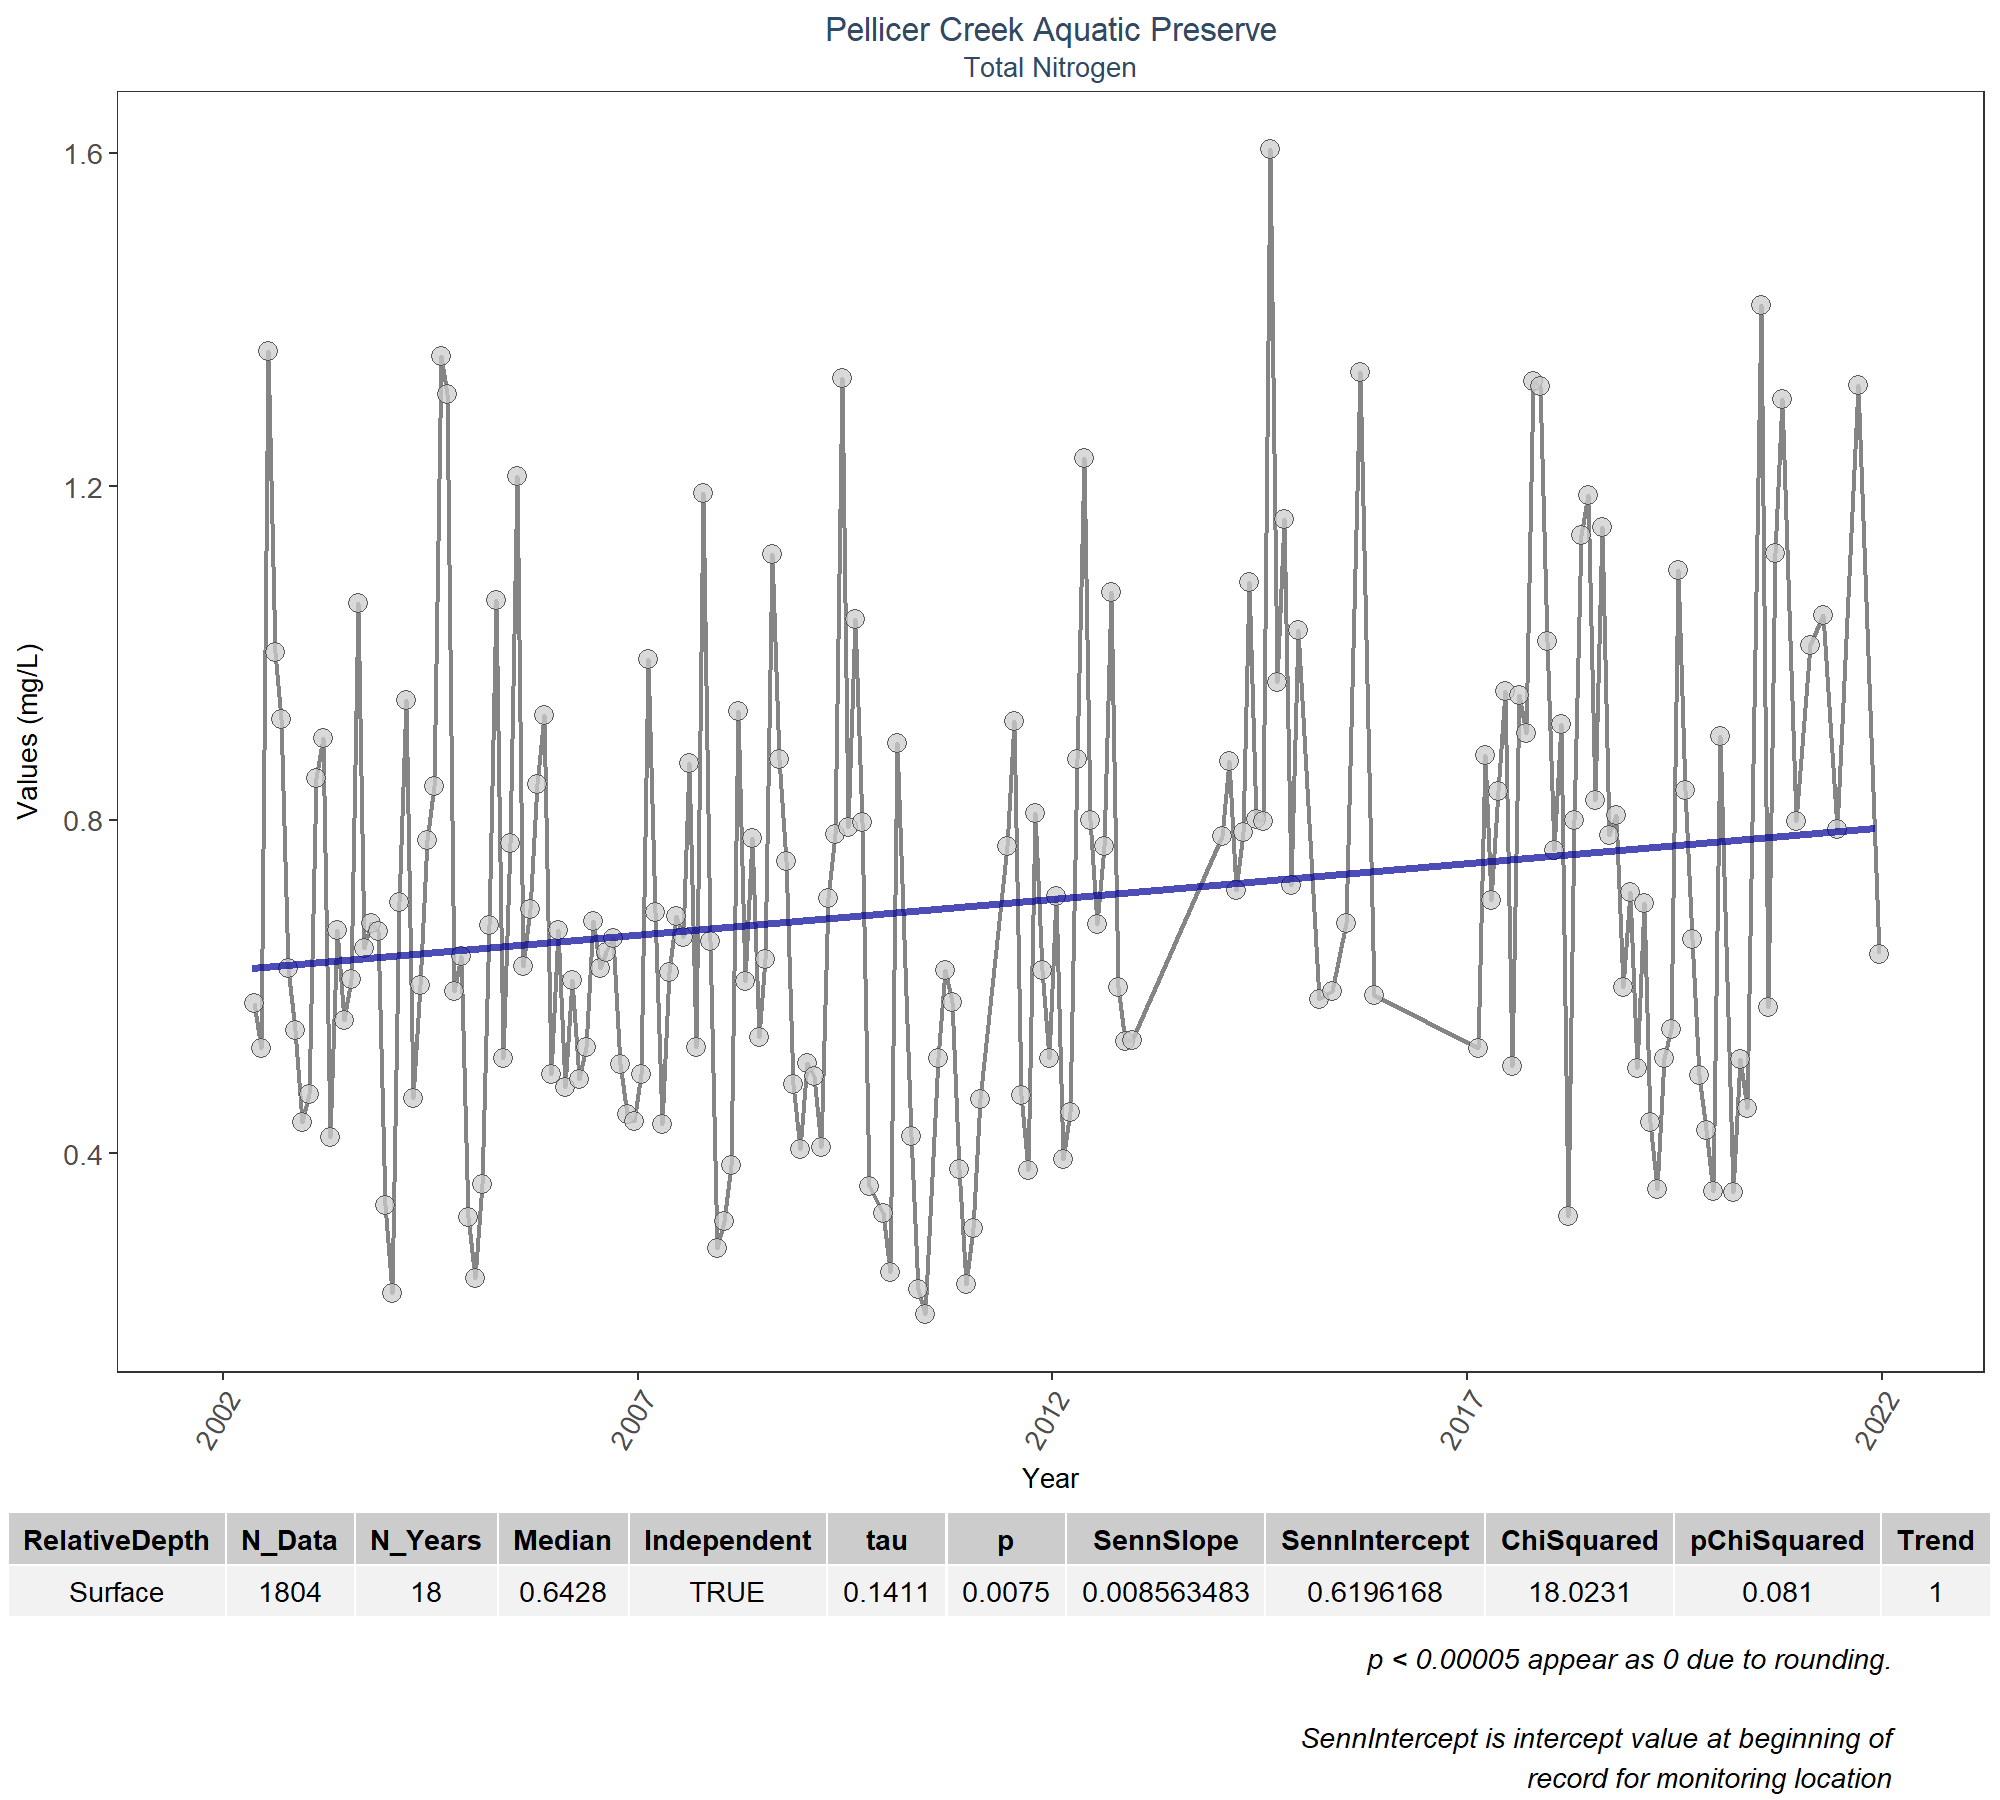 Pellicer Creek Aquatic Preserve
Total Nitrogen
Values (mg/L)
1.6
1.2
0.8
0.4
2002 2007 2012 2017 2022
Year
RelativeDepth N_Data N_Years Median Independent tau p SennSlope SennIntercept ChiSquared pChiSquared Trend
Surface 1804 18 0.6428 TRUE 0.1411 0.0075 0.008563483 0.6196168 18.0231 0.081 1
p < 0.00005 appear as 0 due to rounding.
SennIntercept is intercept value at beginning of
record for monitoring location